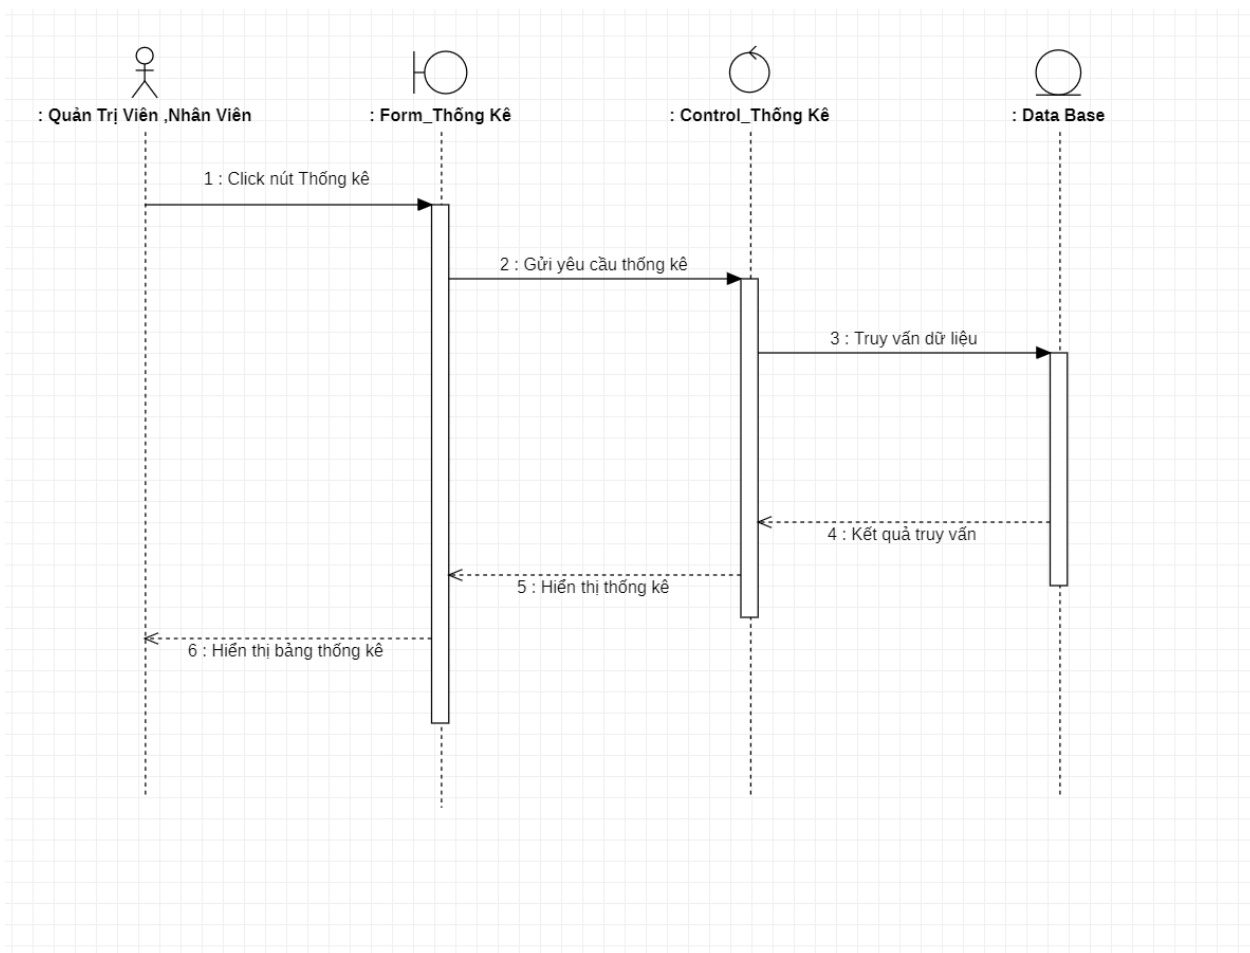 : Quản Trị Viên ,Nhân Viên
: Form_Thống Kê
: Control_Thống Kê
: Data Base
1 : Click nút Thống kê
2 : Gửi yêu cầu thống kê
3 : Truy vấn dữ liệu
4 : Kết quả truy vấn
5 : Hiển thị thống kê
6 : Hiển thị bảng thống kê